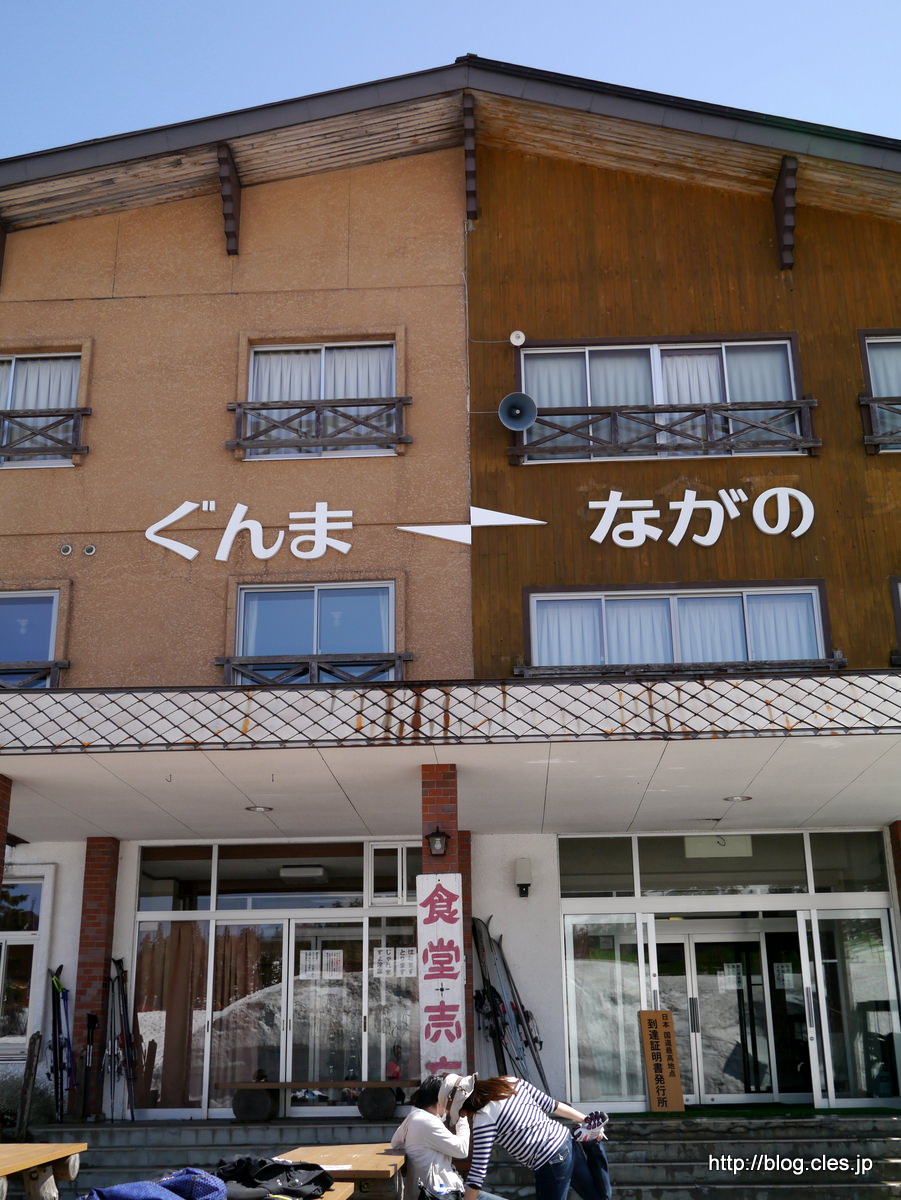 ぐんま
ながの
食堂・売店
日本国道最高地点
到達証明書発行所
http://blog.cles.jp